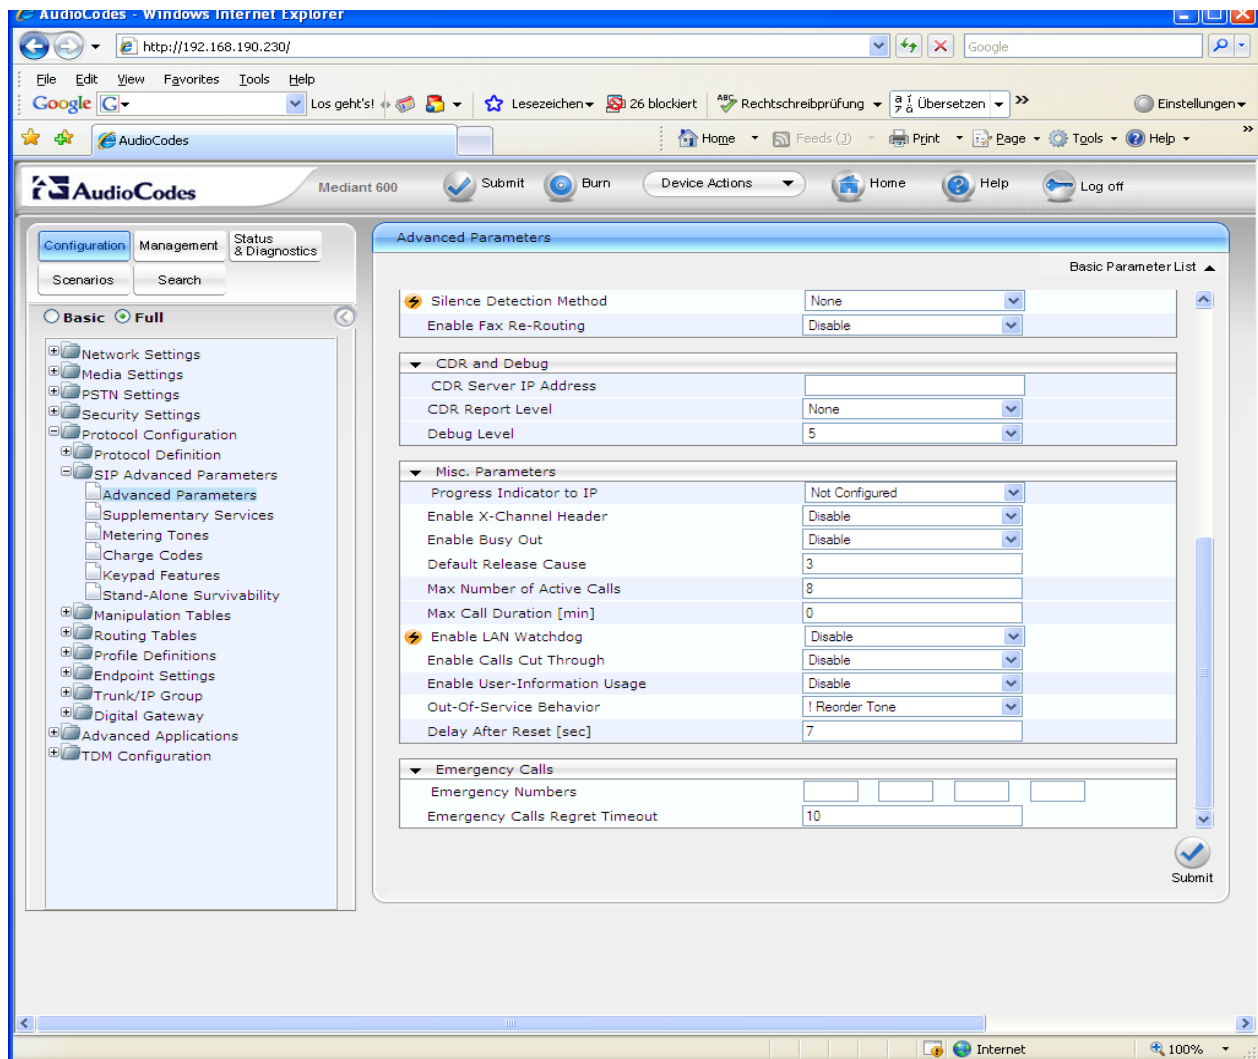 AudioCodes - Windows Internet Explorer
http://192.168.190.230/
Google
File Edit View Favorites Tools Help
Google G Los geht's! Lesezeichen 26 blockiert ABC Rechtschreibprüfung Übersetzen » Einstellungen
AudioCodes Home Feeds (J) Print Page Tools Help »
AudioCodes Mediant 600 Submit Burn Device Actions Home Help Log off
Configuration Management Status & Diagnostics
Scenarios Search
Basic Full
Network Settings
Media Settings
PSTN Settings
Security Settings
Protocol Configuration
Protocol Definition
SIP Advanced Parameters
Advanced Parameters
Supplementary Services
Metering Tones
Charge Codes
Keypad Features
Stand-Alone Survivability
Manipulation Tables
Routing Tables
Profile Definitions
Endpoint Settings
Trunk/IP Group
Digital Gateway
Advanced Applications
TDM Configuration
Advanced Parameters
Basic Parameter List
Silence Detection Method None
Enable Fax Re-Routing Disable
CDR and Debug
CDR Server IP Address
CDR Report Level None
Debug Level 5
Misc. Parameters
Progress Indicator to IP Not Configured
Enable X-Channel Header Disable
Enable Busy Out Disable
Default Release Cause 3
Max Number of Active Calls 8
Max Call Duration [min] 0
Enable LAN Watchdog Disable
Enable Calls Cut Through Disable
Enable User-Information Usage Disable
Out-Of-Service Behavior ! Reorder Tone
Delay After Reset [sec] 7
Emergency Calls
Emergency Numbers
Emergency Calls Regret Timeout 10
Submit
Internet 100%